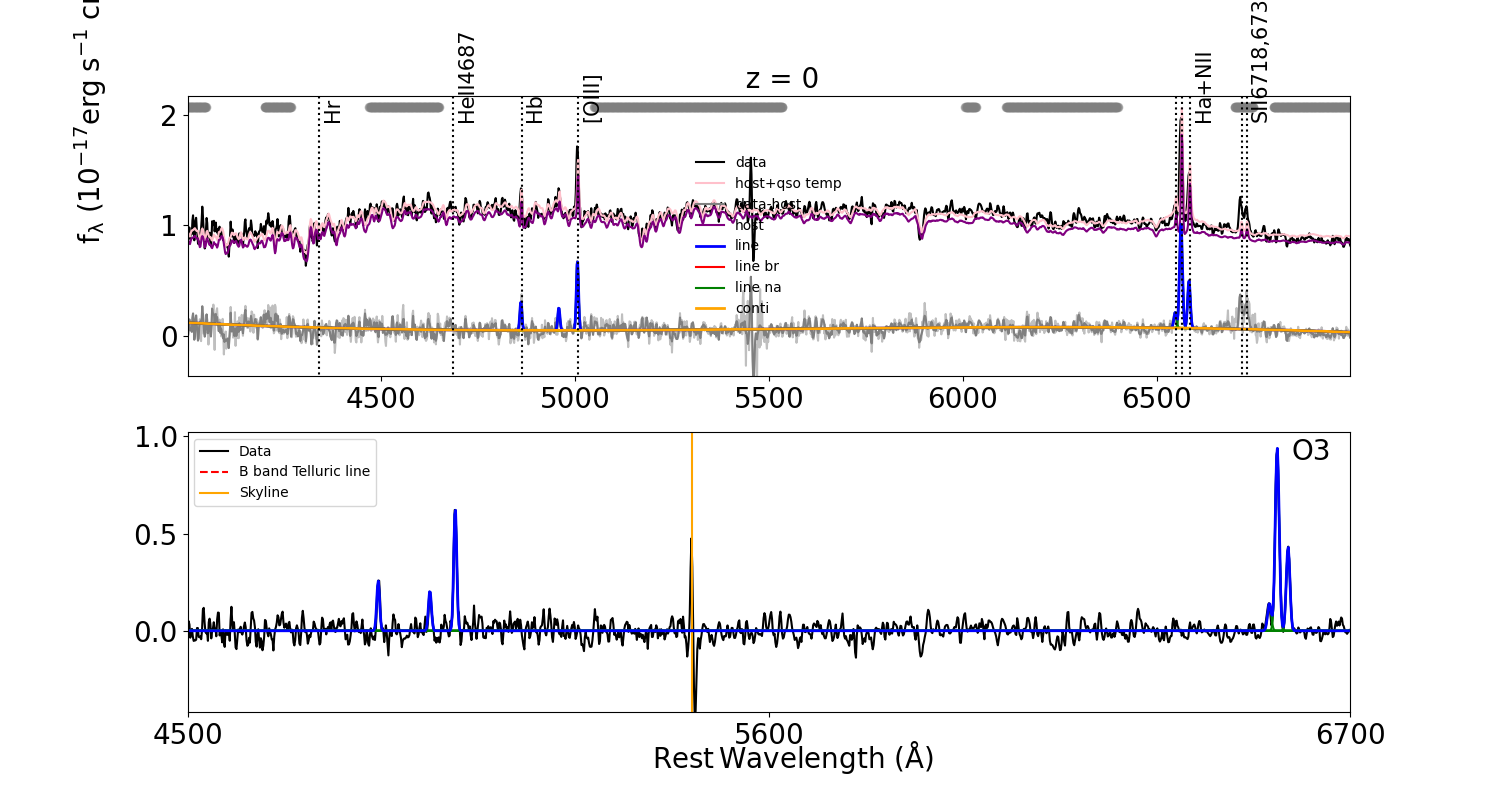 z = 0
f_λ (10^−17 erg s^−1 c
Hr
HeII4687
Hb
[OIII]
Ha+NII
SII6718,673
2
1
0
data
host+qso temp
data-host
host
line
line br
line na
conti
4500 5000 5500 6000 6500
1.0
0.5
0.0
Data
B band Telluric line
Skyline
O3
4500 5600 6700
Rest Wavelength (Å)